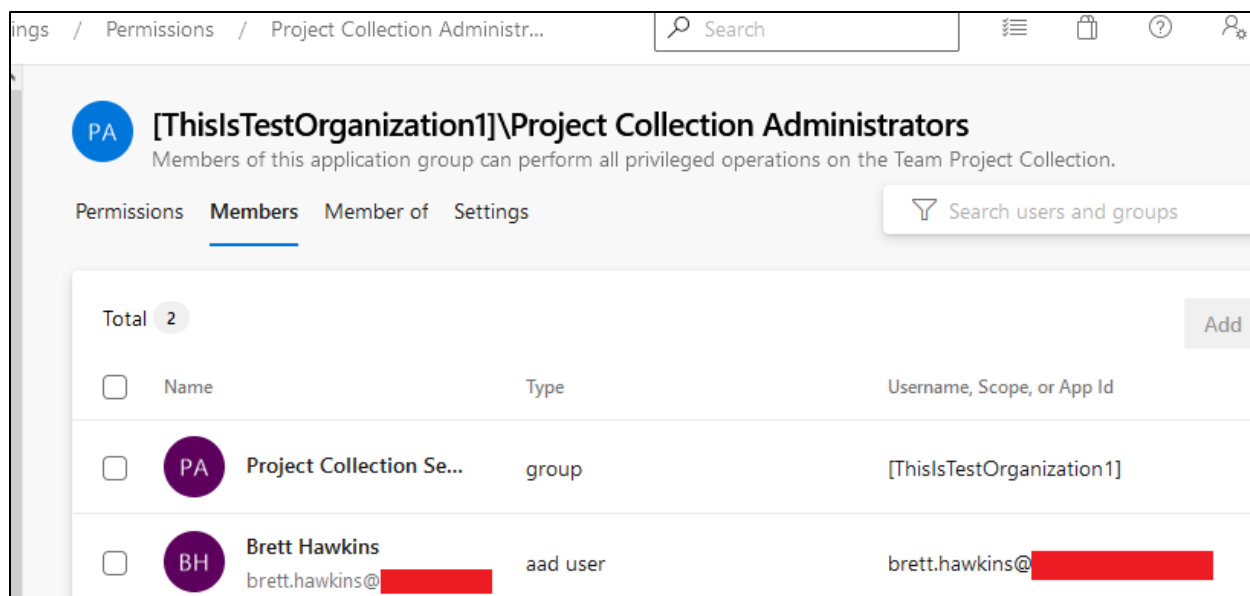 ings / Permissions / Project Collection Administr... Search
PA [ThisIsTestOrganization1]\Project Collection Administrators
Members of this application group can perform all privileged operations on the Team Project Collection.
Permissions Members Member of Settings Search users and groups
Total 2 Add
Name Type Username, Scope, or App Id
PA Project Collection Se... group [ThisIsTestOrganization1]
Brett Hawkins
BH aad user brett.hawkins@
brett.hawkins@